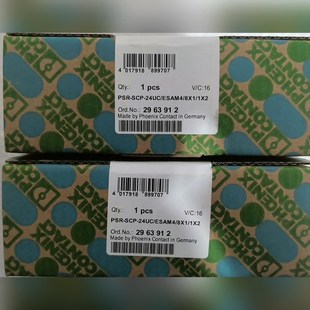 4 017918 899707
Qty.: 1 pcs V/C: 16
PSR-SCP-24UC/ESAM4/8X1/1X2
Ord.No.: 29 63 91 2
Made by Phoenix Contact in Germany
4 017918 899707
Qty.: 1 pcs V/C: 16
PSR-SCP-24UC/ESAM4/8X1/1X2
Ord.No.: 29 63 91 2
Made by Phoenix Contact in Germany